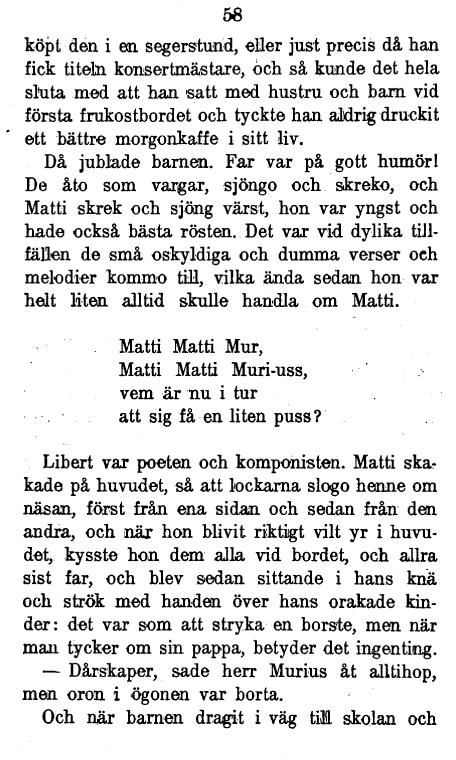 58
köpt den i en segerstund, eller just precis då han
fick titeln konsertmästare, och så kunde det hela
sluta med att han satt med hustru och barn vid
första frukostbordet och tyckte han aldrig druckit
ett bättre morgonkaffe i sitt liv.
Då jublade barnen. Far var på gott humör!
De åto som vargar, sjöngo och skreko, och
Matti skrek och sjöng värst, hon var yngst och
hade också bästa rösten. Det var vid dylika till-
fällen de små oskyldiga och dumma verser och
melodier kommo till, vilka ända sedan hon var
helt liten alltid skulle handla om Matti.
Matti Matti Mur,
Matti Matti Muri-uss,
vem är nu i tur
att sig få en liten puss?
Libert var poeten och komponisten. Matti ska-
kade på huvudet, så att lockarna slogo henne om
näsan, först från ena sidan och sedan från den
andra, och när hon blivit riktigt vilt yr i huvu-
det, kysste hon dem alla vid bordet, och allra
sist far, och blev sedan sittande i hans knä
och strök med handen över hans orakade kin-
der: det var som att stryka en borste, men när
man tycker om sin pappa, betyder det ingenting.
— Dårskaper, sade herr Murius åt alltihop,
men oron i ögonen var borta.
Och när barnen dragit i väg till skolan och